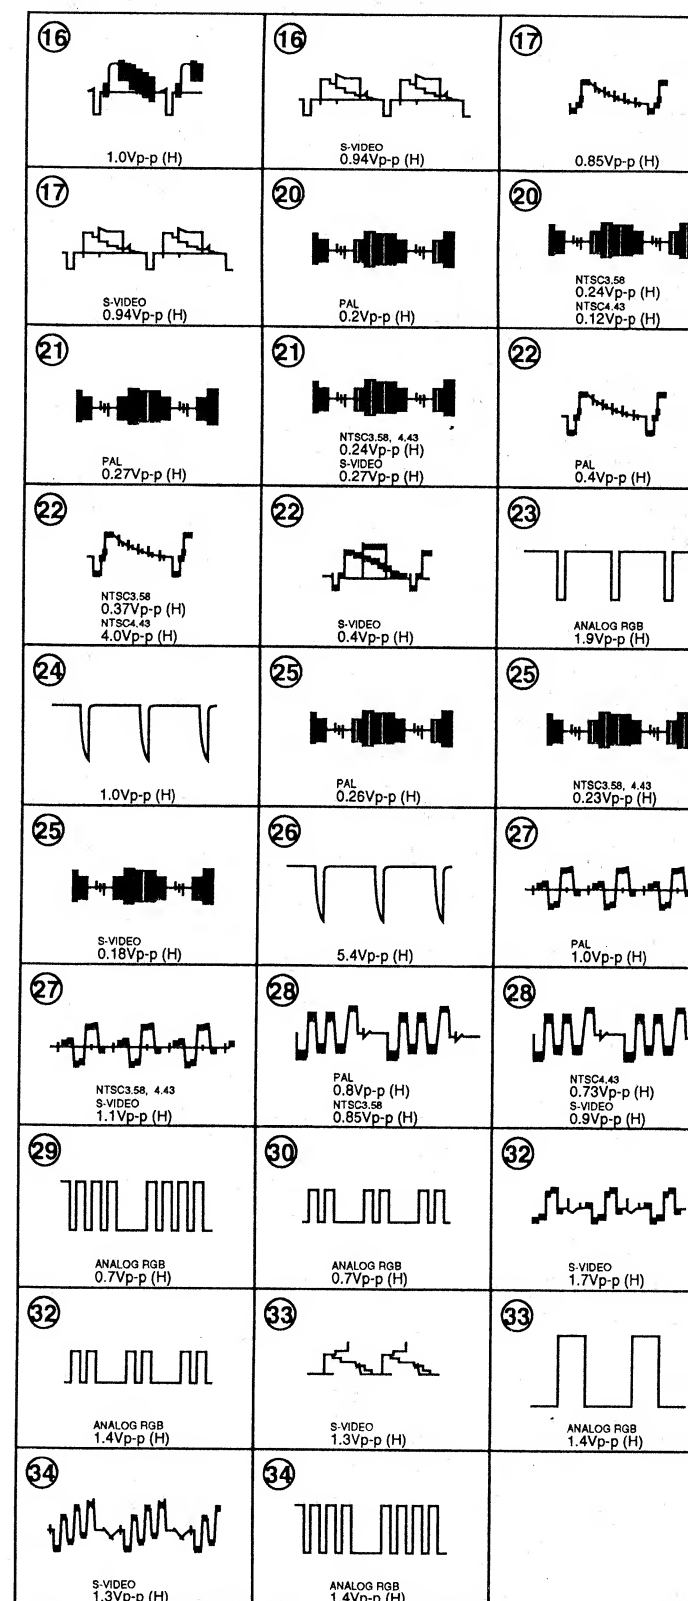 16
1.0Vp-p (H)
16
S-VIDEO
0.94Vp-p (H)
17
0.85Vp-p (H)
17
S-VIDEO
0.94Vp-p (H)
20
PAL
0.2Vp-p (H)
20
NTSC3.58
0.24Vp-p (H)
NTSC4.43
0.12Vp-p (H)
21
PAL
0.27Vp-p (H)
21
NTSC3.58, 4.43
0.24Vp-p (H)
S-VIDEO
0.27Vp-p (H)
22
PAL
0.4Vp-p (H)
22
NTSC3.58
0.37Vp-p (H)
NTSC4.43
4.0Vp-p (H)
22
S-VIDEO
0.4Vp-p (H)
23
ANALOG RGB
1.9Vp-p (H)
24
1.0Vp-p (H)
25
PAL
0.26Vp-p (H)
25
NTSC3.58, 4.43
0.23Vp-p (H)
25
S-VIDEO
0.18Vp-p (H)
26
5.4Vp-p (H)
27
PAL
1.0Vp-p (H)
27
NTSC3.58, 4.43
S-VIDEO
1.1Vp-p (H)
28
PAL
0.8Vp-p (H)
NTSC3.58
0.85Vp-p (H)
28
NTSC4.43
0.73Vp-p (H)
S-VIDEO
0.9Vp-p (H)
29
ANALOG RGB
0.7Vp-p (H)
30
ANALOG RGB
0.7Vp-p (H)
32
S-VIDEO
1.7Vp-p (H)
32
ANALOG RGB
1.4Vp-p (H)
33
S-VIDEO
1.3Vp-p (H)
33
ANALOG RGB
1.4Vp-p (H)
34
S-VIDEO
1.3Vp-p (H)
34
ANALOG RGB
1.4Vp-p (H)